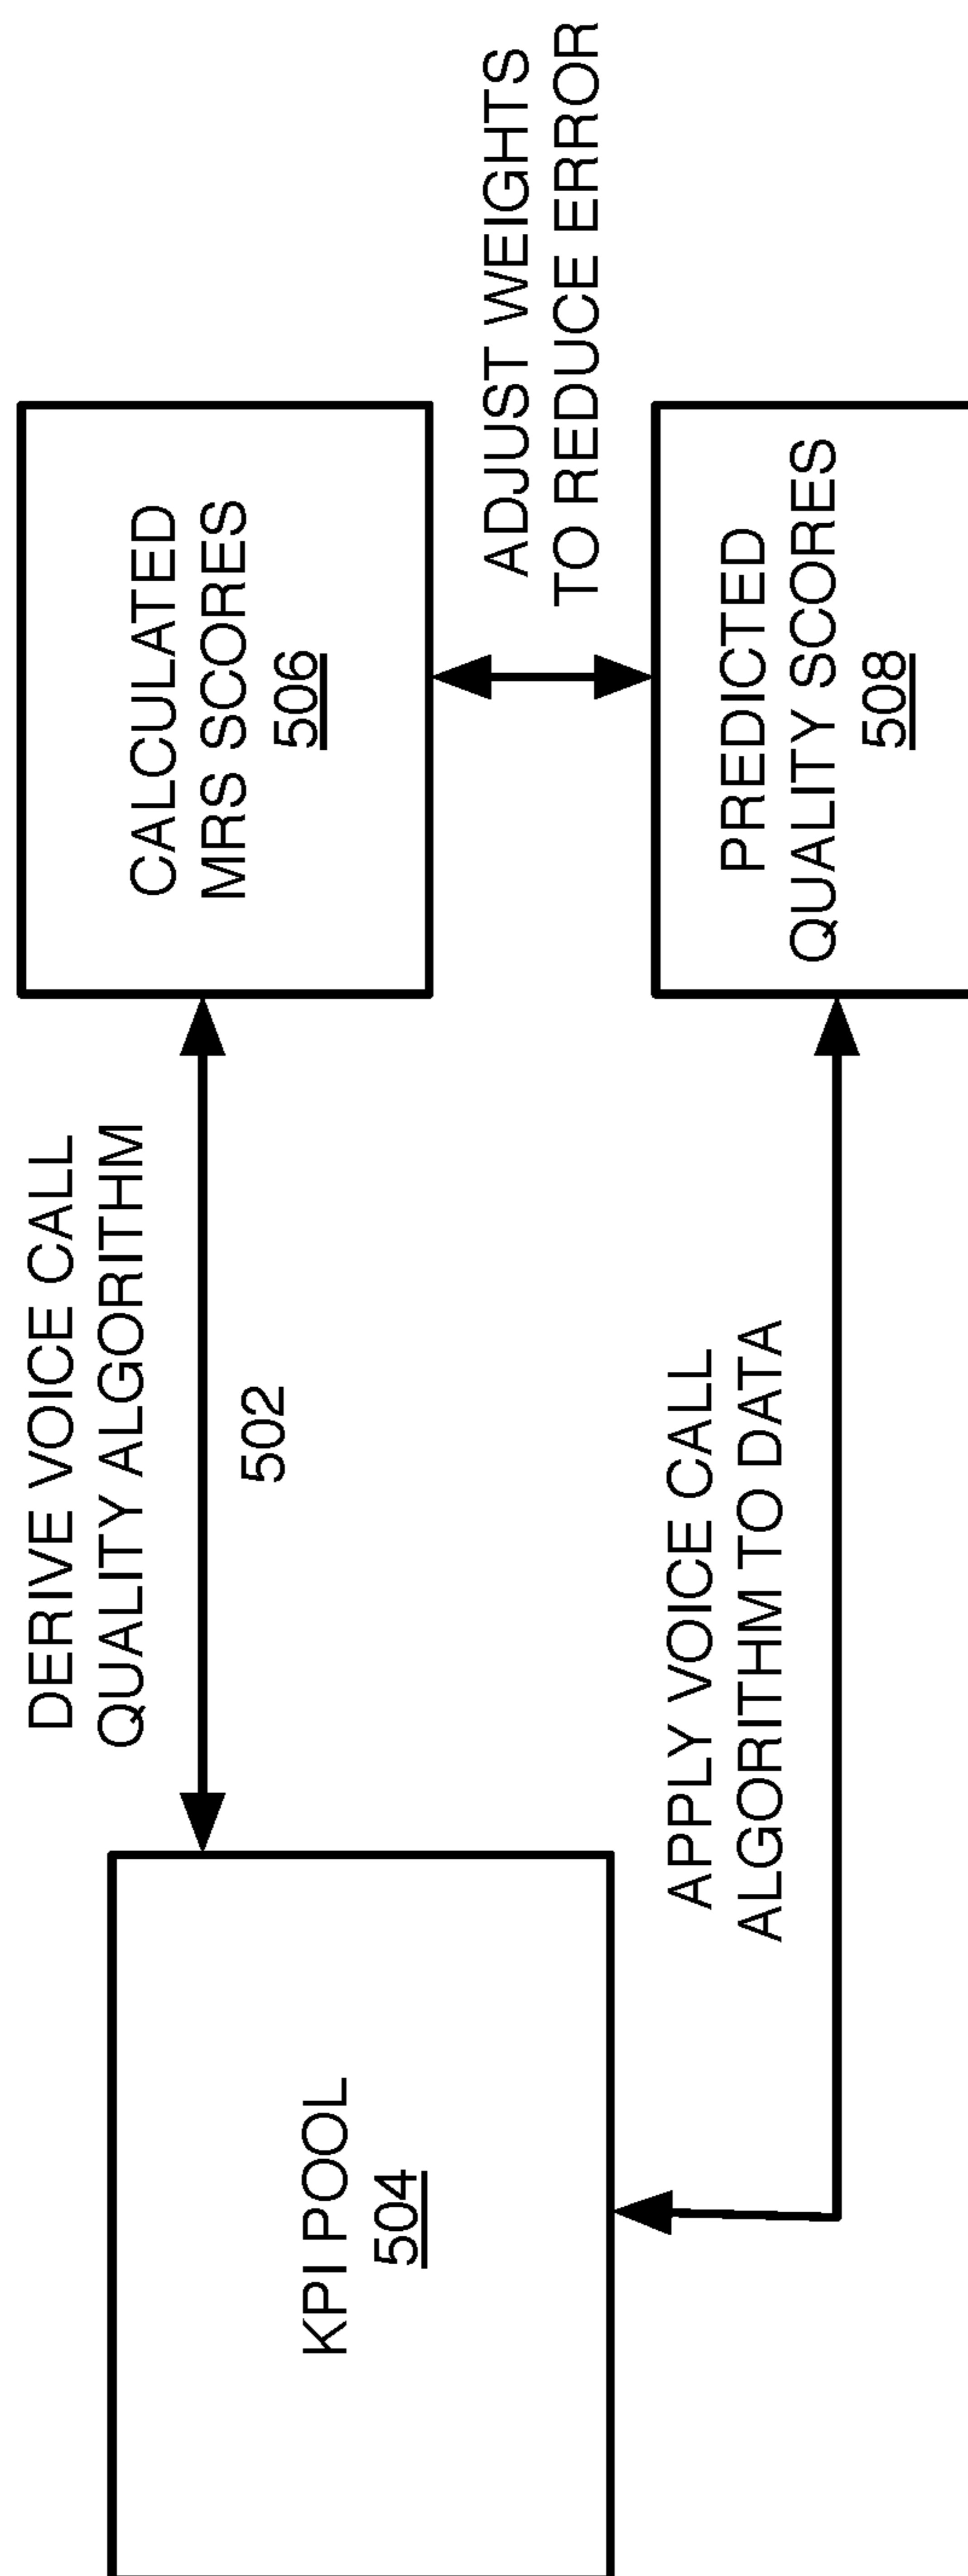 DERIVE VOICE CALL
QUALITY ALGORITHM
502
KPI POOL
504
CALCULATED
MRS SCORES
506
ADJUST WEIGHTS
TO REDUCE ERROR
APPLY VOICE CALL
ALGORITHM TO DATA
PREDICTED
QUALITY SCORES
508